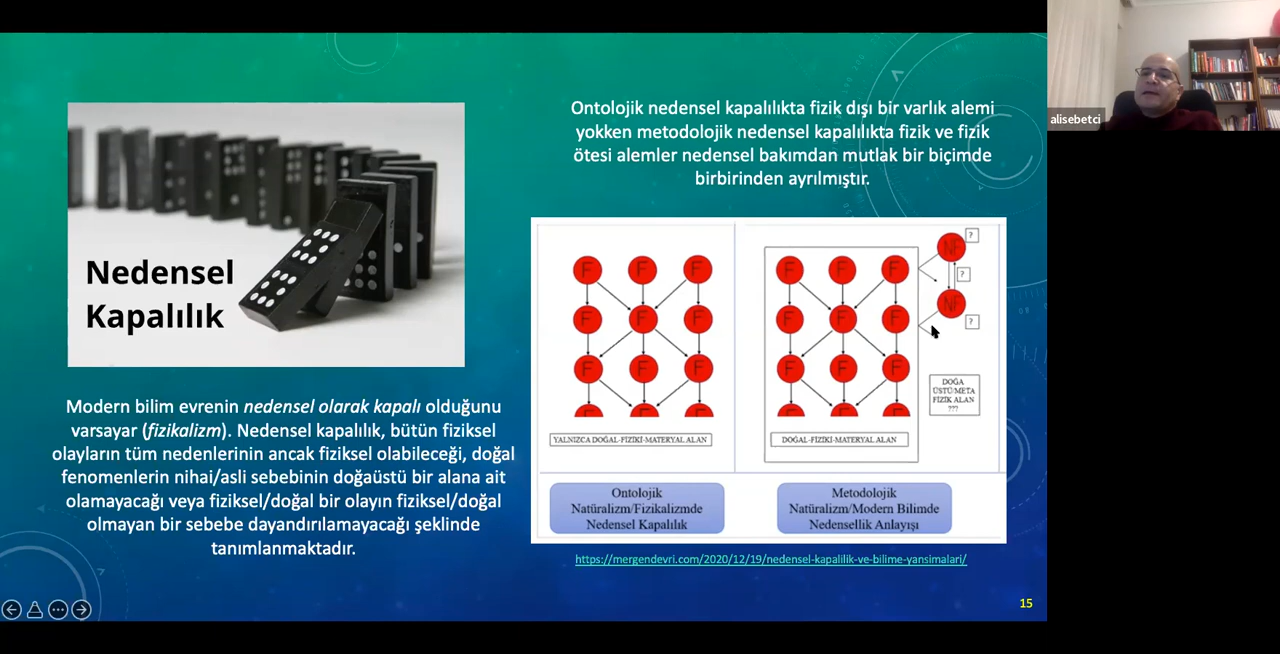 Nedensel
Kapalılık
Modern bilim evrenin nedensel olarak kapalı olduğunu
varsayar (fizikalizm). Nedensel kapalılık, bütün fiziksel
olayların tüm nedenlerinin ancak fiziksel olabileceği, doğal
fenomenlerin nihai/asli sebebinin doğaüstü bir alana ait
olamayacağı veya fiziksel/doğal bir olayın fiziksel/doğal
olmayan bir sebebe dayandırılamayacağı şeklinde
tanımlanmaktadır.
Ontolojik nedensel kapalılıkta fizik dışı bir varlık alemi
yokken metodolojik nedensel kapalılıkta fizik ve fizik
ötesi alemler nedensel bakımdan mutlak bir biçimde
birbirinden ayrılmıştır.
F F F
F F F
F F F
F F F
YALNIZCA DOĞAL-FİZİKİ-MATERYAL ALAN
F F F
F F F
F F F
F F F
DOĞAL-FİZİKİ-MATERYAL ALAN
NF ?
?
NF
?
DOĞA
ÜSTÜ/META
FİZİK ALAN
???
Ontolojik
Natüralizm/Fizikalizmde
Nedensel Kapalılık
Metodolojik
Natüralizm/Modern Bilimde
Nedensellik Anlayışı
https://mergendevri.com/2020/12/19/nedensel-kapalilik-ve-bilime-yansimalari/
15
alisebetci